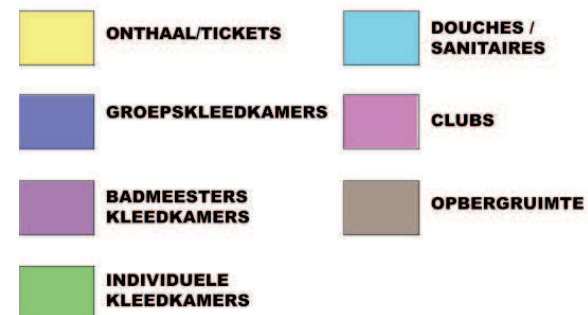 ONTHAAL/TICKETS
GROEPSKLEEDKAMERS
BADMEESTERS
KLEEDKAMERS
INDIVIDUELE
KLEEDKAMERS
DOUCHES /
SANITAIRES
CLUBS
OPBERGRUIMTE